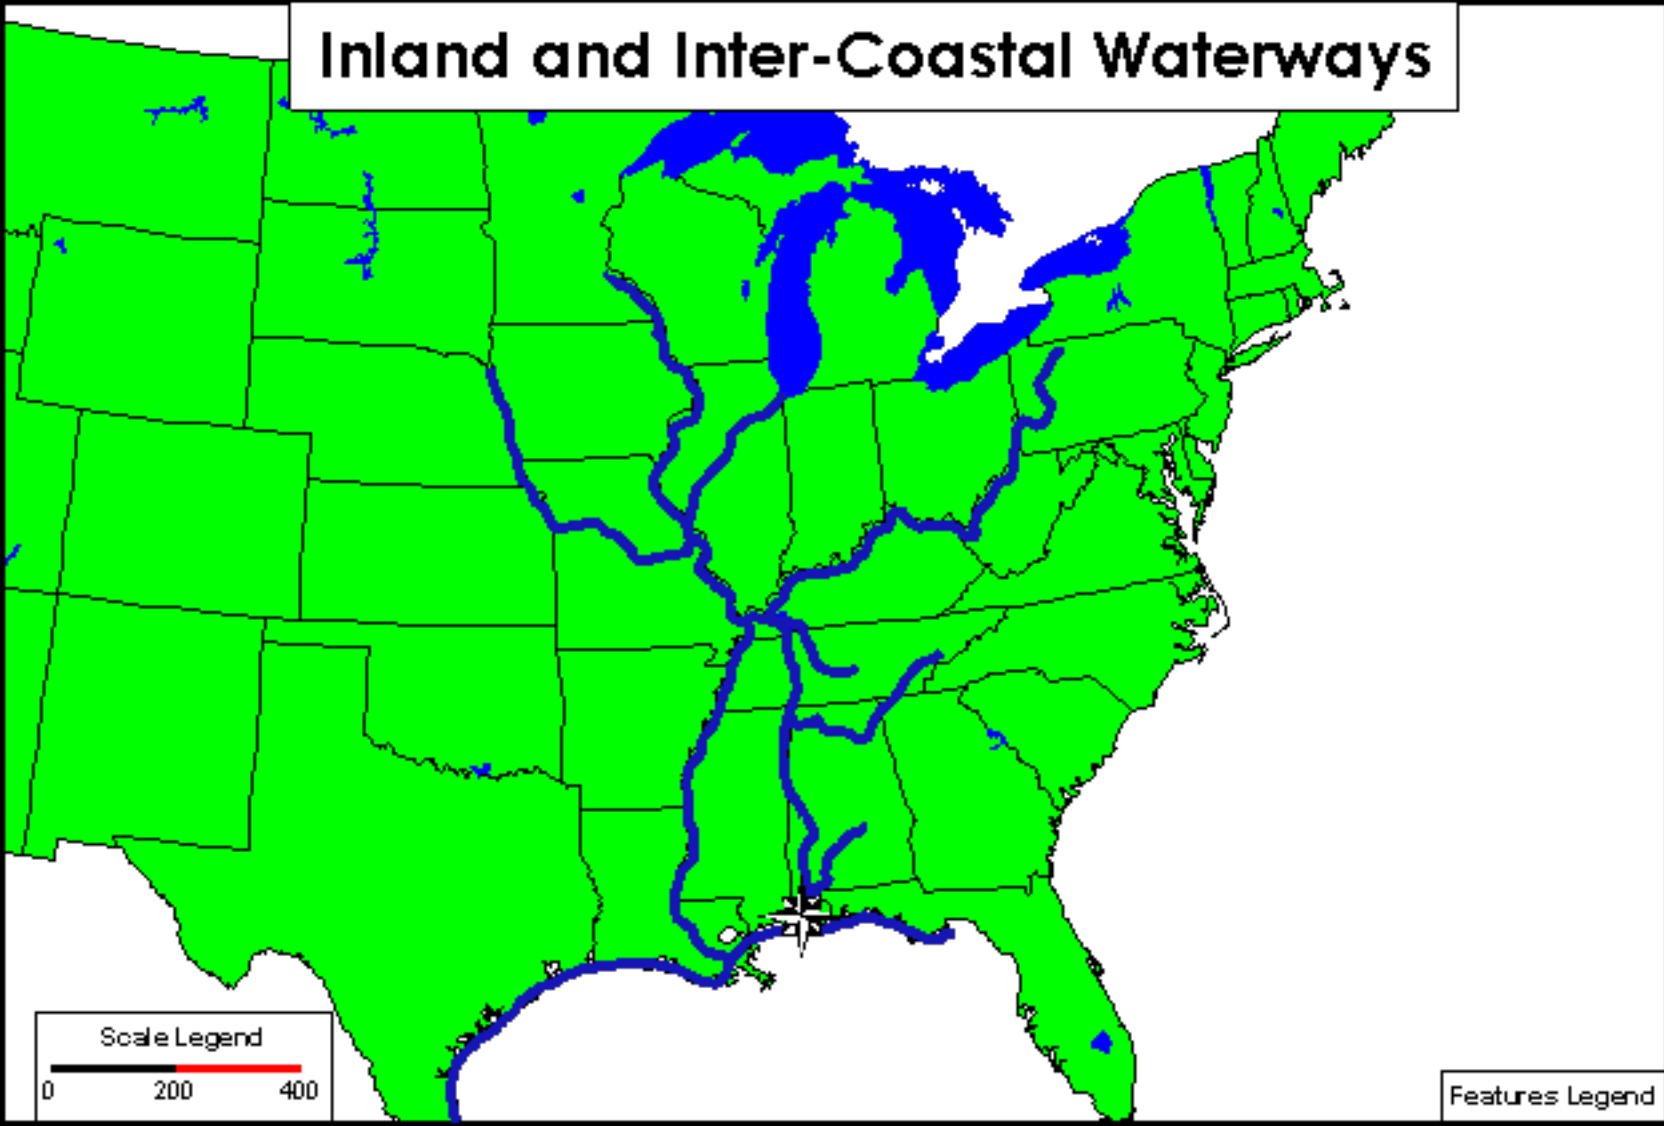 Inland and Inter-Coastal Waterways
Scale Legend
0 200 400
Features Legend